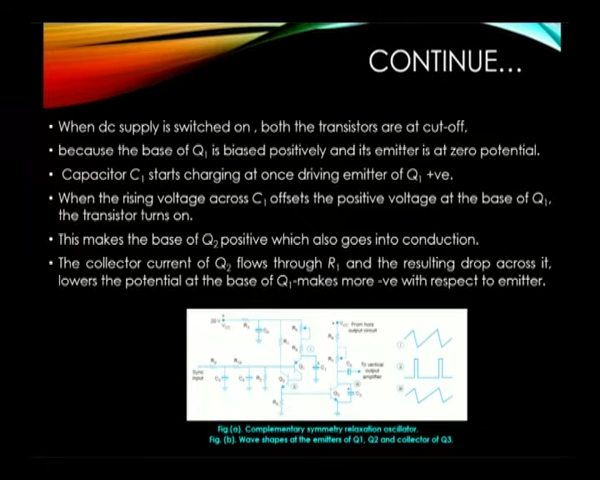 CONTINUE...
• When dc supply is switched on , both the transistors are at cut-off,
• because the base of Q1 is biased positively and its emitter is at zero potential.
• Capacitor C1 starts charging at once driving emitter of Q1 +ve.
• When the rising voltage across C1 offsets the positive voltage at the base of Q1,
the transistor turns on.
• This makes the base of Q2 positive which also goes into conduction.
• The collector current of Q2 flows through R1 and the resulting drop across it,
lowers the potential at the base of Q1-makes more -ve with respect to emitter.
From horz
output circuit
To vertical
output
amplifier
Sync
input
Fig.(a). Complementary symmetry relaxation oscillator.
Fig. (b). Wave shapes at the emitters of Q1, Q2 and collector of Q3.